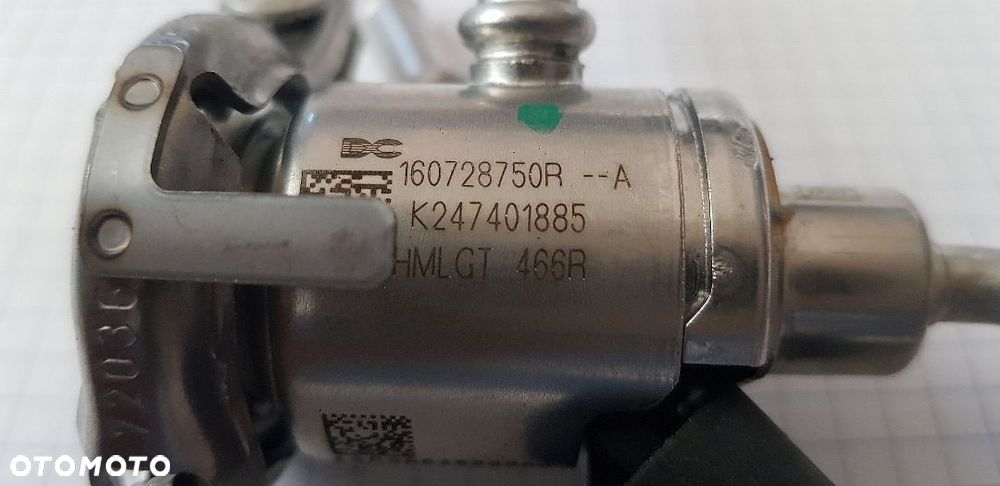 DC
160728750R --A
K247401885
HMLGT 466R
OTOMOTO